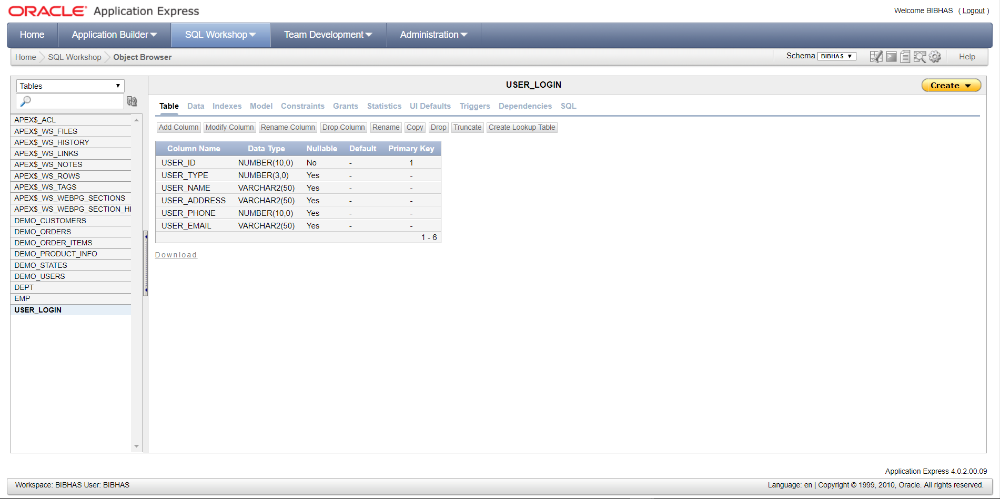 ORACLE Application Express
Welcome BIBHAS ( Logout )
Home Application Builder SQL Workshop Team Development Administration
Home SQL Workshop Object Browser
Schema BIBHAS Help
Tables
USER_LOGIN
Create
Table Data Indexes Model Constraints Grants Statistics UI Defaults Triggers Dependencies SQL
Add Column Modify Column Rename Column Drop Column Rename Copy Drop Truncate Create Lookup Table
APEX$_ACL
APEX$_WS_FILES
APEX$_WS_HISTORY
APEX$_WS_LINKS
APEX$_WS_NOTES
APEX$_WS_ROWS
APEX$_WS_TAGS
APEX$_WS_WEBPG_SECTIONS
APEX$_WS_WEBPG_SECTION_HI
DEMO_CUSTOMERS
DEMO_ORDERS
DEMO_ORDER_ITEMS
DEMO_PRODUCT_INFO
DEMO_STATES
DEMO_USERS
DEPT
EMP
USER_LOGIN
Column Name Data Type Nullable Default Primary Key
USER_ID NUMBER(10,0) No - 1
USER_TYPE NUMBER(3,0) Yes - -
USER_NAME VARCHAR2(50) Yes - -
USER_ADDRESS VARCHAR2(50) Yes - -
USER_PHONE NUMBER(10,0) Yes - -
USER_EMAIL VARCHAR2(50) Yes - -
1 - 6
Download
Application Express 4.0.2.00.09
Workspace: BIBHAS User: BIBHAS
Language: en | Copyright © 1999, 2010, Oracle. All rights reserved.